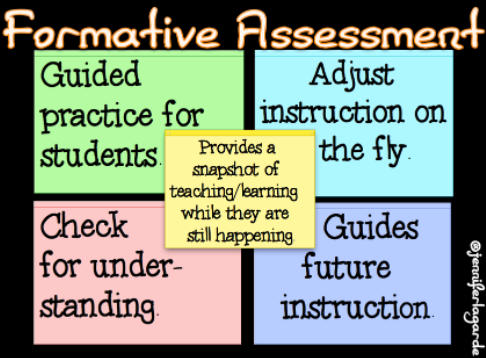 Formative Assessment
Guided
practice for
students.
Adjust
instruction on
the fly.
Provides a
snapshot of
teaching/learning
while they are
still happening
Check
for under-
standing.
Guides
future
instruction.
@jenniferlagarde